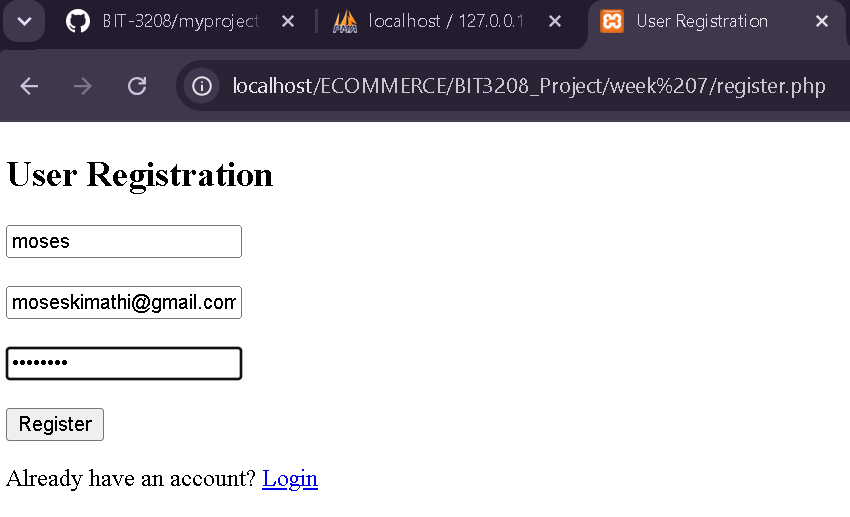 BIT-3208/myproject
localhost / 127.0.0.1
User Registration
localhost/ECOMMERCE/BIT3208_Project/week%207/register.php
User Registration
moses
moseskimathi@gmail.com
••••••••
Register
Already have an account? Login